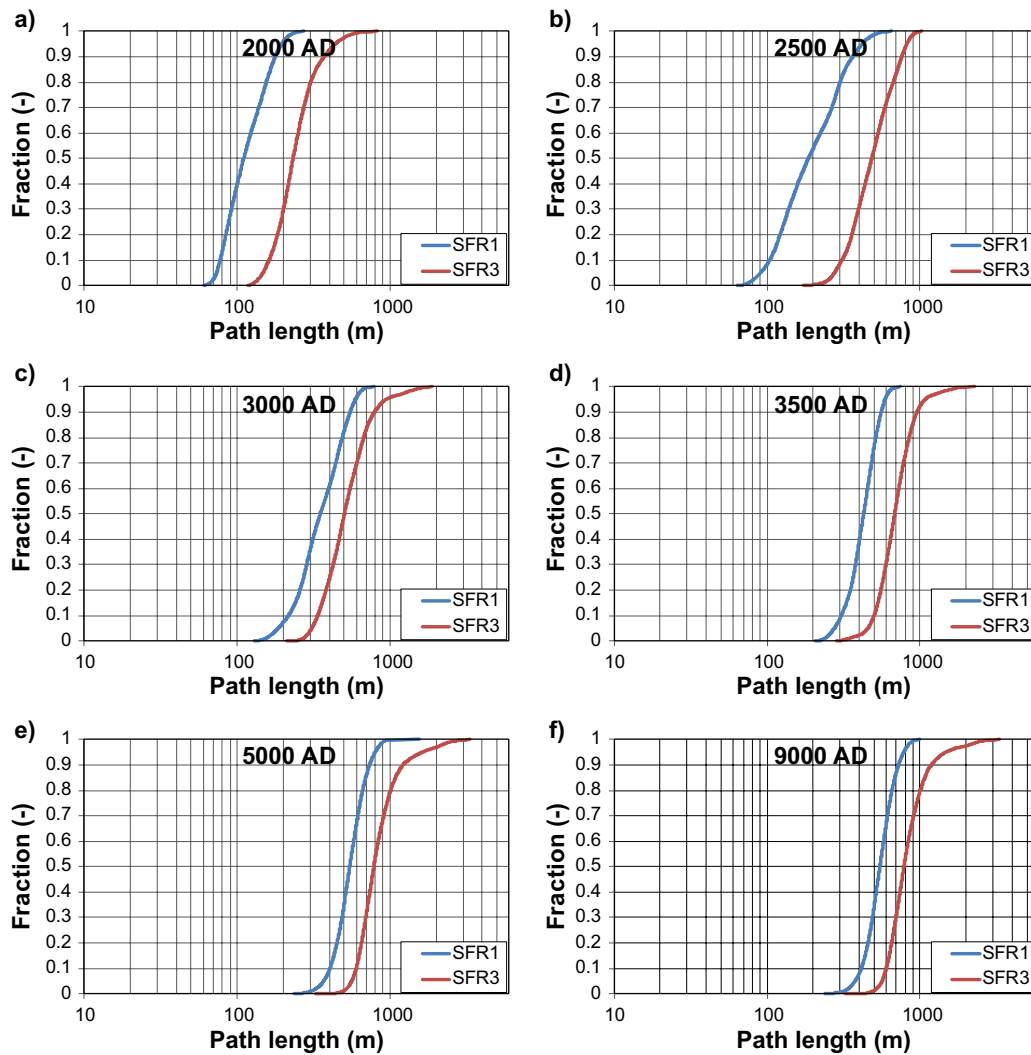 a)
2000 AD
1
0.9
0.8
0.7
0.6
0.5
0.4
0.3
0.2
0.1
0
Fraction (-)
SFR1
SFR3
10 100 1000
Path length (m)
b)
2500 AD
1
0.9
0.8
0.7
0.6
0.5
0.4
0.3
0.2
0.1
0
Fraction (-)
SFR1
SFR3
10 100 1000
Path length (m)
c)
3000 AD
1
0.9
0.8
0.7
0.6
0.5
0.4
0.3
0.2
0.1
0
Fraction (-)
SFR1
SFR3
10 100 1000
Path length (m)
d)
3500 AD
1
0.9
0.8
0.7
0.6
0.5
0.4
0.3
0.2
0.1
0
Fraction (-)
SFR1
SFR3
10 100 1000
Path length (m)
e)
5000 AD
1
0.9
0.8
0.7
0.6
0.5
0.4
0.3
0.2
0.1
0
Fraction (-)
SFR1
SFR3
10 100 1000
Path length (m)
f)
9000 AD
1
0.9
0.8
0.7
0.6
0.5
0.4
0.3
0.2
0.1
0
Fraction (-)
SFR1
SFR3
10 100 1000
Path length (m)